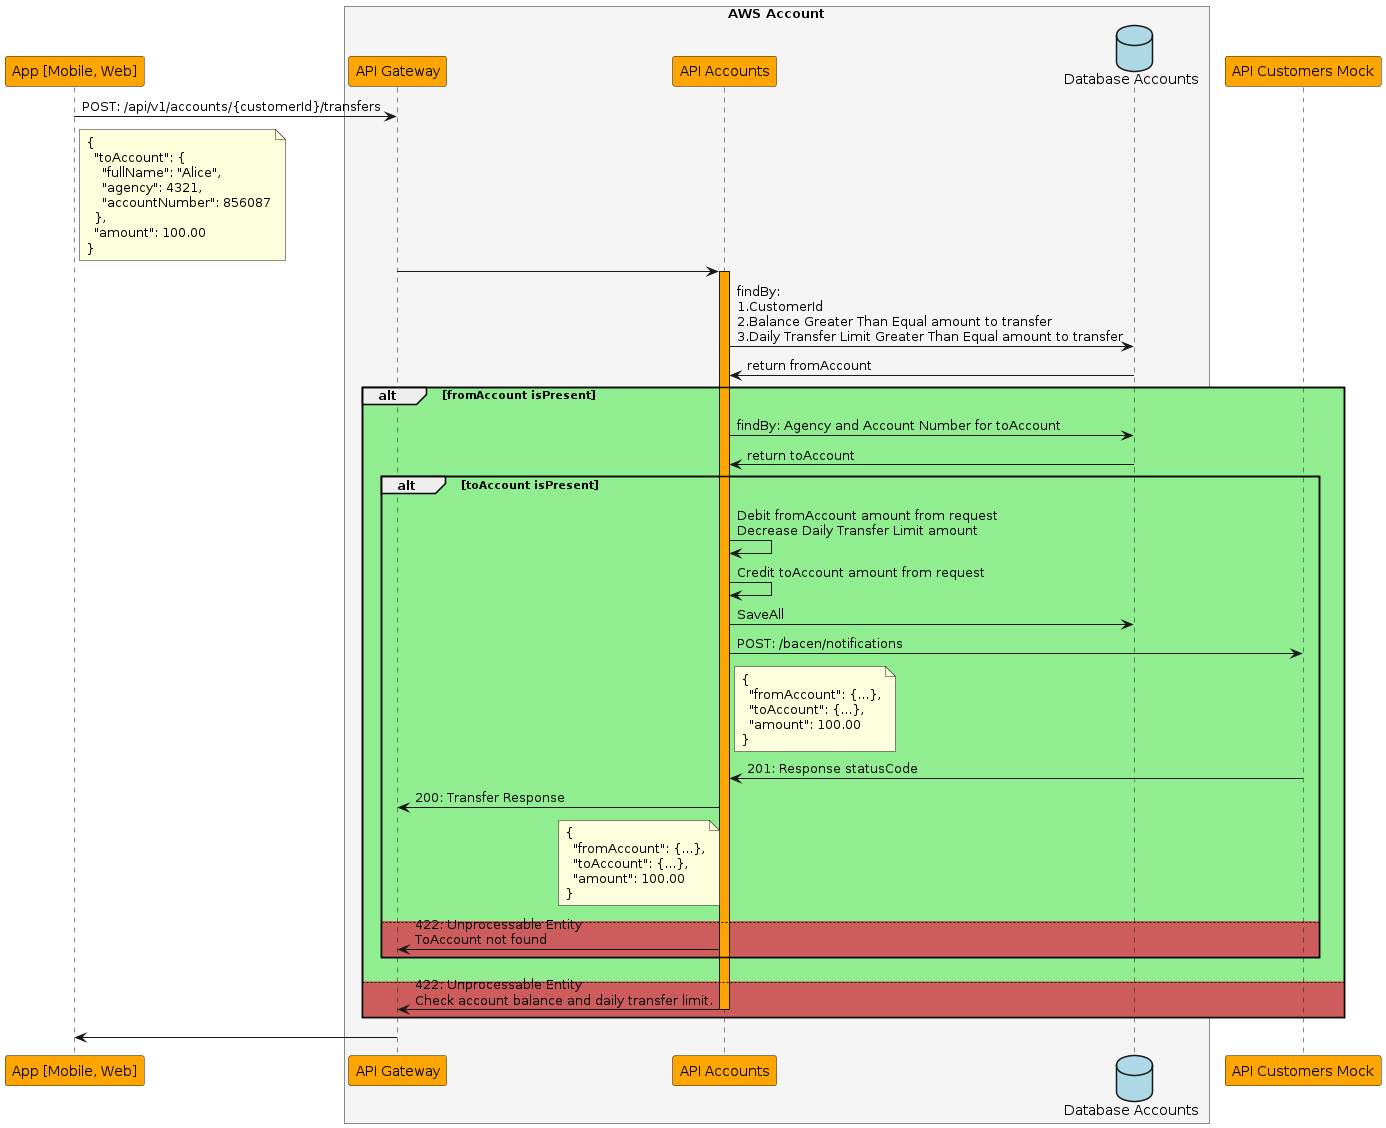 AWS Account
App [Mobile, Web]
API Gateway
API Accounts
Database Accounts
API Customers Mock
POST: /api/v1/accounts/{customerId}/transfers
{
"toAccount": {
"fullName": "Alice",
"agency": 4321,
"accountNumber": 856087
},
"amount": 100.00
}
findBy:
1.CustomerId
2.Balance Greater Than Equal amount to transfer
3.Daily Transfer Limit Greater Than Equal amount to transfer
return fromAccount
alt [fromAccount isPresent]
findBy: Agency and Account Number for toAccount
return toAccount
alt [toAccount isPresent]
Debit fromAccount amount from request
Decrease Daily Transfer Limit amount
Credit toAccount amount from request
SaveAll
POST: /bacen/notifications
{
"fromAccount": {...},
"toAccount": {...},
"amount": 100.00
}
201: Response statusCode
200: Transfer Response
{
"fromAccount": {...},
"toAccount": {...},
"amount": 100.00
}
422: Unprocessable Entity
ToAccount not found
422: Unprocessable Entity
Check account balance and daily transfer limit.
App [Mobile, Web]
API Gateway
API Accounts
Database Accounts
API Customers Mock